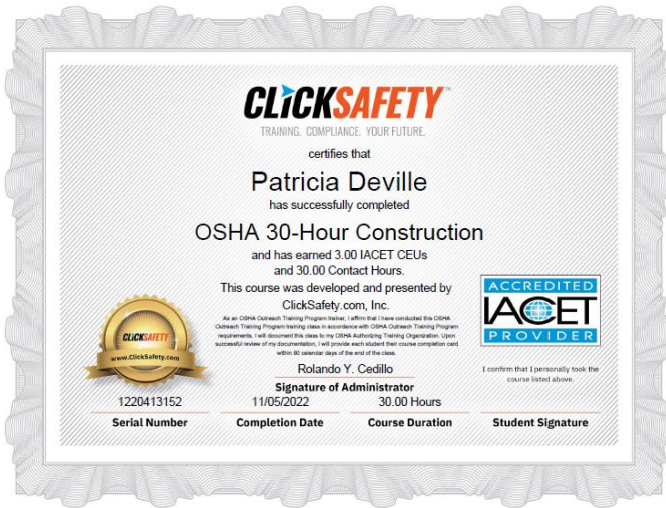 CLICKSAFETY™
TRAINING. COMPLIANCE. YOUR FUTURE.
certifies that
Patricia Deville
has successfully completed
OSHA 30-Hour Construction
and has earned 3.00 IACET CEUs
and 30.00 Contact Hours.
This course was developed and presented by
ClickSafety.com, Inc.
As an OSHA Outreach Training Program trainer, I affirm that I have conducted this OSHA
Outreach Training Program training class in accordance with OSHA Outreach Training Program
requirements. I will document this class to my OSHA Authorizing Training Organization. Upon
successful review of my documentation, I will provide each student their course completion card
within 90 calendar days of the end of the class.
CLICKSAFETY
www.ClickSafety.com
ACCREDITED
IACET
PROVIDER
Rolando Y. Cedillo
Signature of Administrator
I confirm that I personally took the
course listed above.
1220413152
11/05/2022
30.00 Hours
Serial Number
Completion Date
Course Duration
Student Signature